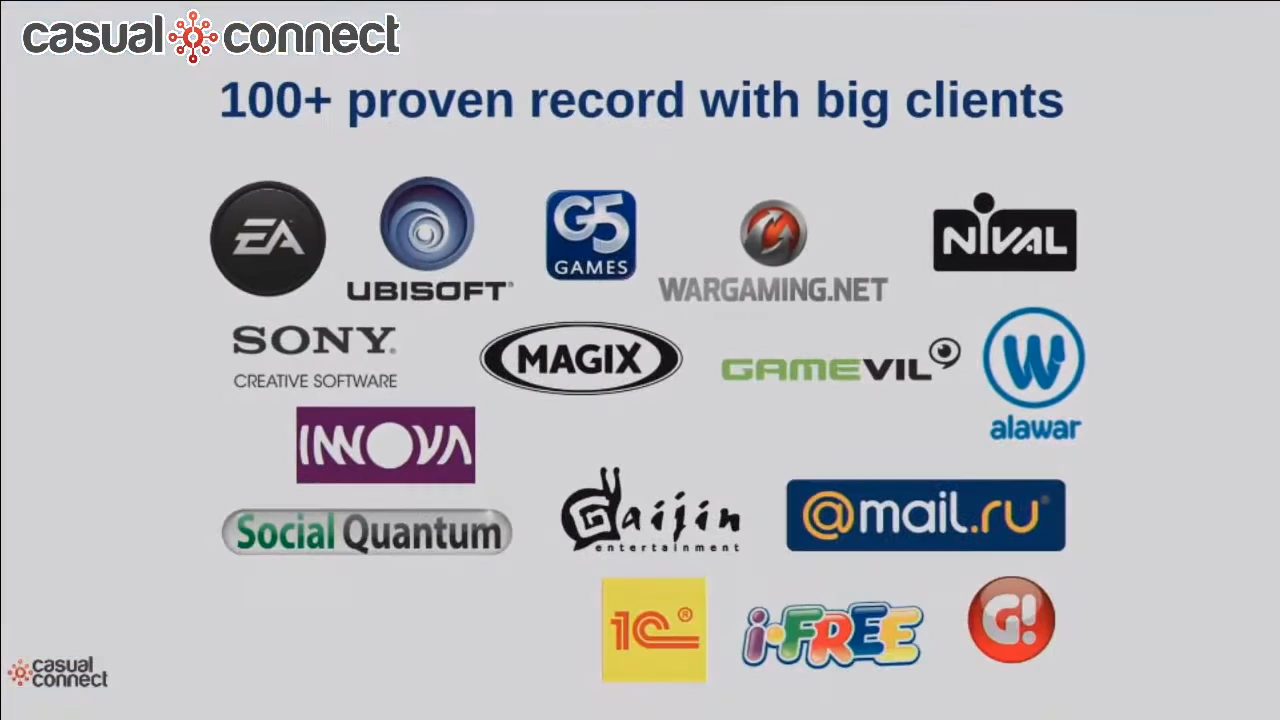 casual connect
100+ proven record with big clients
EA
UBISOFT
G5
GAMES
WARGAMING.NET
NIVAL
SONY
CREATIVE SOFTWARE
MAGIX
GAMEVIL
W
alawar
INNOVA
Social Quantum
Gaijin
entertainment
@mail.ru
1C
i-FREE
G!
casual
connect